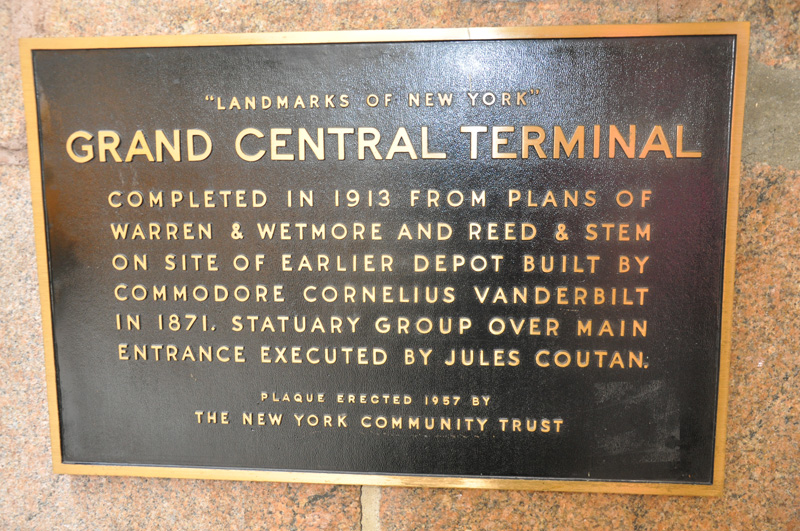 "LANDMARKS OF NEW YORK"
GRAND CENTRAL TERMINAL
COMPLETED IN 1913 FROM PLANS OF
WARREN & WETMORE AND REED & STEM
ON SITE OF EARLIER DEPOT BUILT BY
COMMODORE CORNELIUS VANDERBILT
IN 1871. STATUARY GROUP OVER MAIN
ENTRANCE EXECUTED BY JULES COUTAN.
PLAQUE ERECTED 1957 BY
THE NEW YORK COMMUNITY TRUST